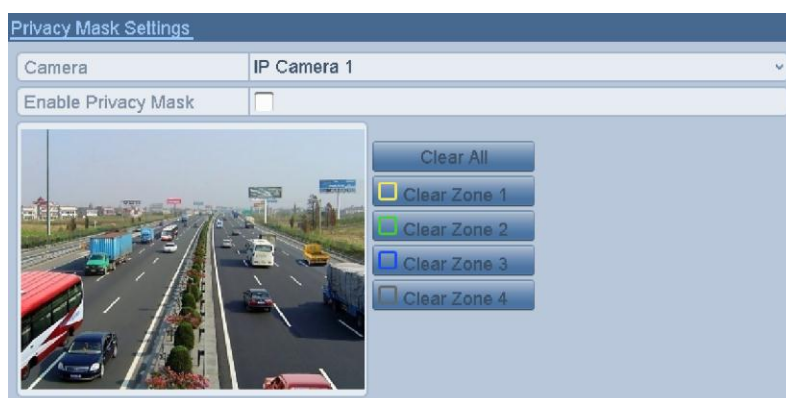 Privacy Mask Settings
Camera IP Camera 1
Enable Privacy Mask
Clear All
Clear Zone 1
Clear Zone 2
Clear Zone 3
Clear Zone 4